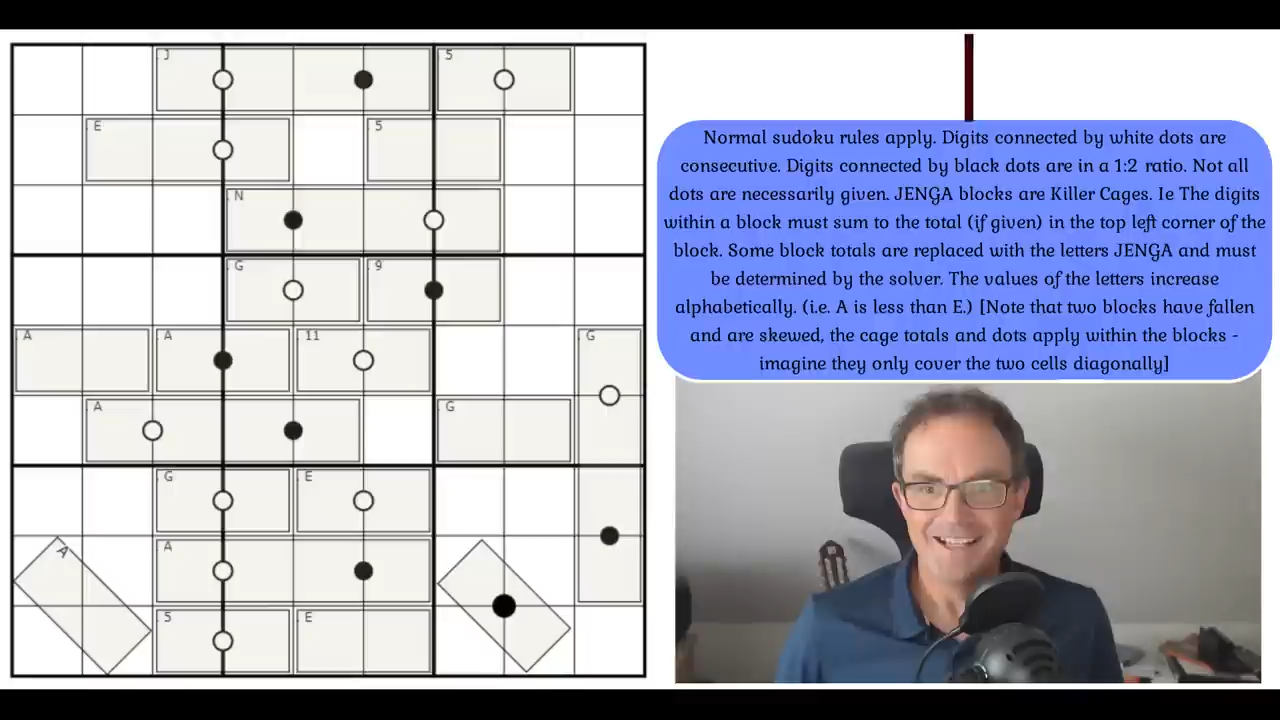 J
5
E
5
N
G
9
A
A
11
G
A
G
G
E
A
A
5
E
Normal sudoku rules apply. Digits connected by white dots are
consecutive. Digits connected by black dots are in a 1:2 ratio. Not all
dots are necessarily given. JENGA blocks are Killer Cages. Ie The digits
within a block must sum to the total (if given) in the top left corner of the
block. Some block totals are replaced with the letters JENGA and must
be determined by the solver. The values of the letters increase
alphabetically. (i.e. A is less than E.) [Note that two blocks have fallen
and are skewed, the cage totals and dots apply within the blocks -
imagine they only cover the two cells diagonally]